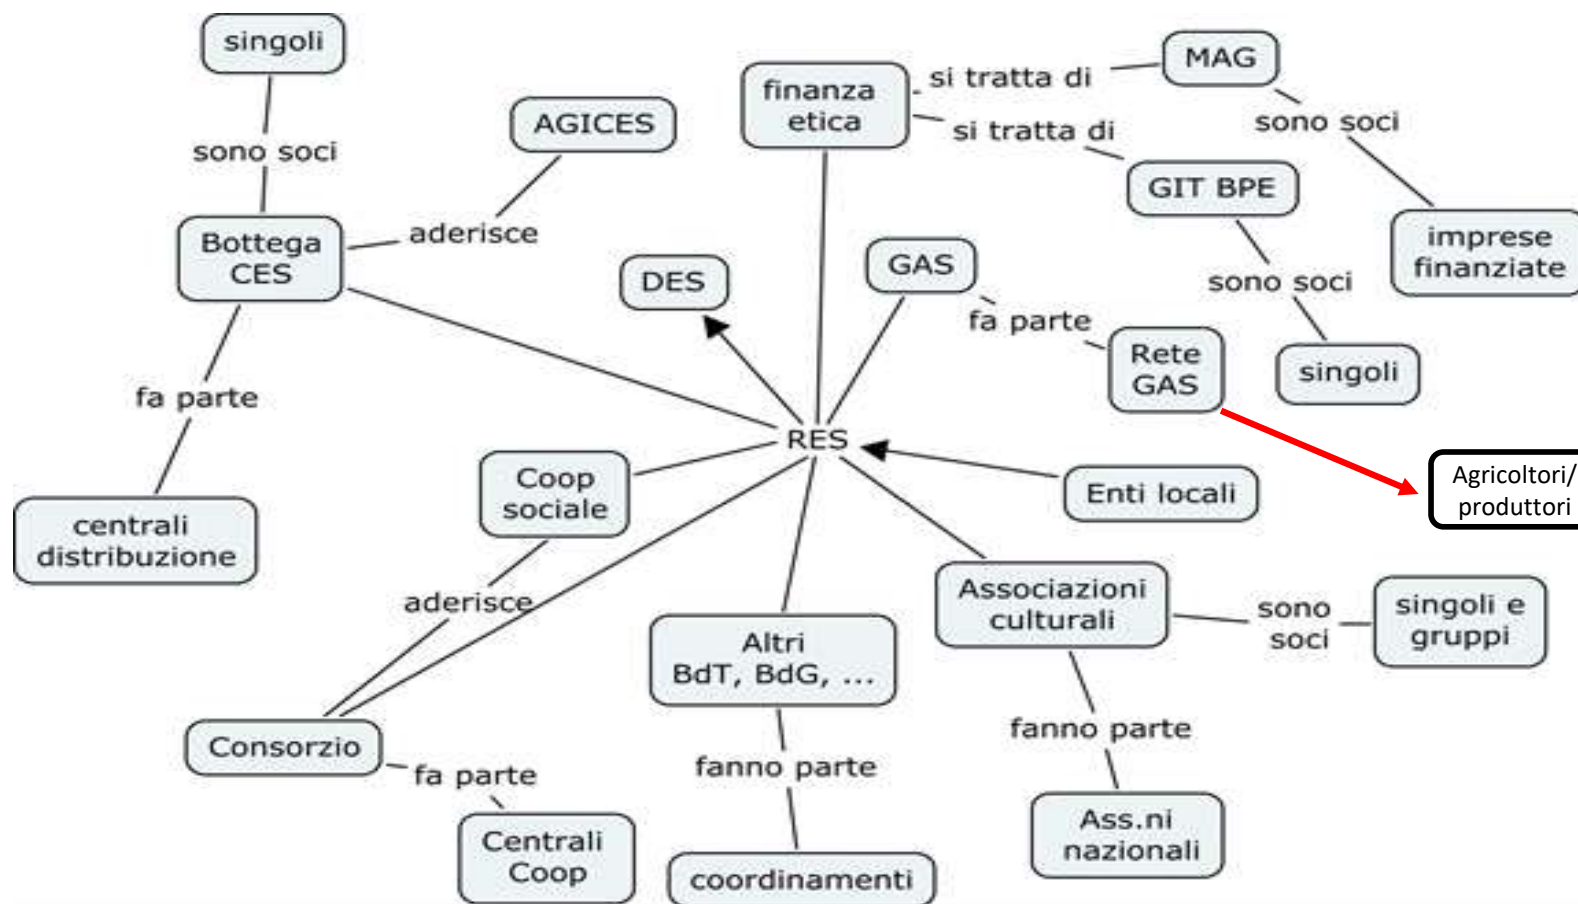 singoli
sono soci
AGICES
aderisce
Bottega
CES
fa parte
centrali
distribuzione
finanza
etica
si tratta di
MAG
si tratta di
sono soci
GIT BPE
imprese
finanziate
sono soci
singoli
DES
GAS
fa parte
Rete
GAS
RES
Agricoltori/
produttori
Enti locali
Coop
sociale
aderisce
Consorzio
fa parte
Centrali
Coop
Altri
BdT, BdG, ...
fanno parte
coordinamenti
Associazioni
culturali
sono
soci
singoli e
gruppi
fanno parte
Ass.ni
nazionali